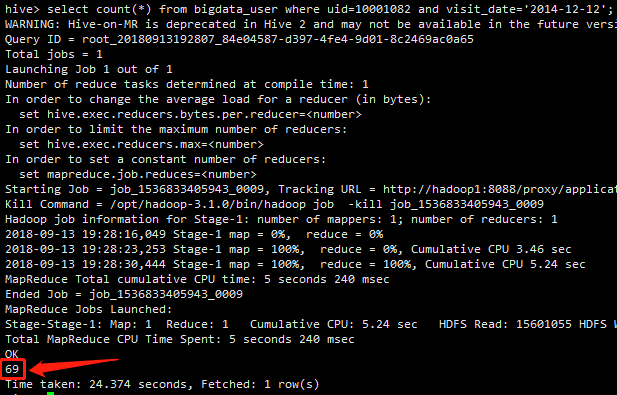 hive> select count(*) from bigdata_user where uid=10001082 and visit_date='2014-12-12';
WARNING: Hive-on-MR is deprecated in Hive 2 and may not be available in the future versi
Query ID = root_20180913192807_84e04587-d397-4fe4-9d01-8c2469ac0a65
Total jobs = 1
Launching Job 1 out of 1
Number of reduce tasks determined at compile time: 1
In order to change the average load for a reducer (in bytes):
  set hive.exec.reducers.bytes.per.reducer=<number>
In order to limit the maximum number of reducers:
  set hive.exec.reducers.max=<number>
In order to set a constant number of reducers:
  set mapreduce.job.reduces=<number>
Starting Job = job_1536833405943_0009, Tracking URL = http://hadoop1:8088/proxy/applicat
Kill Command = /opt/hadoop-3.1.0/bin/hadoop job  -kill job_1536833405943_0009
Hadoop job information for Stage-1: number of mappers: 1; number of reducers: 1
2018-09-13 19:28:16,049 Stage-1 map = 0%,  reduce = 0%
2018-09-13 19:28:23,253 Stage-1 map = 100%,  reduce = 0%, Cumulative CPU 3.46 sec
2018-09-13 19:28:30,444 Stage-1 map = 100%,  reduce = 100%, Cumulative CPU 5.24 sec
MapReduce Total cumulative CPU time: 5 seconds 240 msec
Ended Job = job_1536833405943_0009
MapReduce Jobs Launched:
Stage-Stage-1: Map: 1  Reduce: 1   Cumulative CPU: 5.24 sec   HDFS Read: 15601055 HDFS W
Total MapReduce CPU Time Spent: 5 seconds 240 msec
OK
69
Time taken: 24.374 seconds, Fetched: 1 row(s)